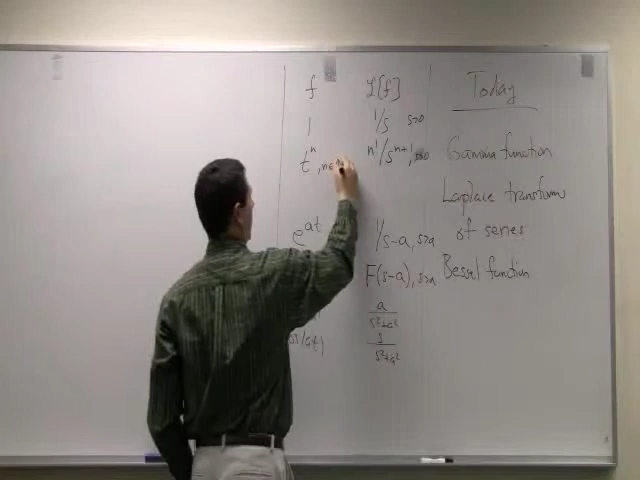 f  ℒ[f]  Today
1  1/s  s>0
tⁿ, n∈  n!/sⁿ⁺¹, s>0  Gamma function
Laplace transform
e^at  1/s-a, s>a  of series
F(s-a), s>a  Bessel function
a/s²+a²
s/s²+a²